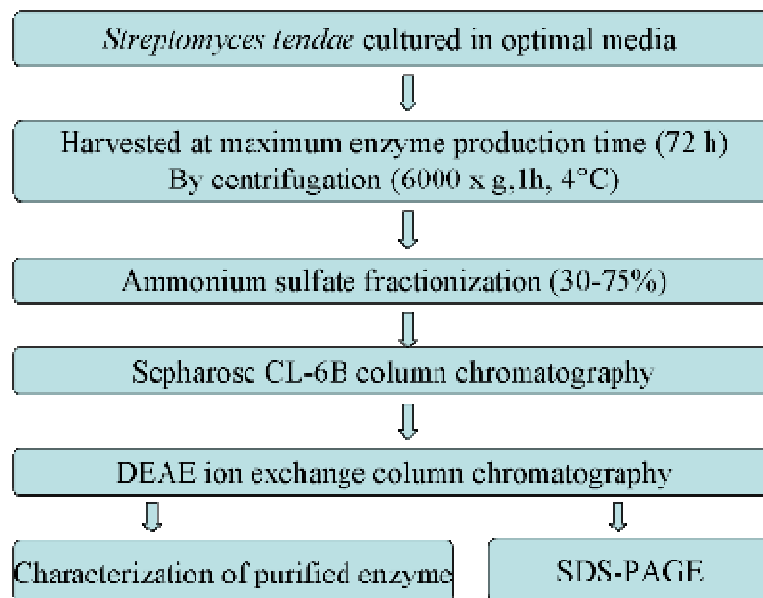 Streptomyces tendae cultured in optimal media
Harvested at maximum enzyme production time (72 h)
By centrifugation (6000 x g,1h, 4°C)
Ammonium sulfate fractionization (30-75%)
Sepharose CL-6B column chromatography
DEAE ion exchange column chromatography
Characterization of purified enzyme
SDS-PAGE